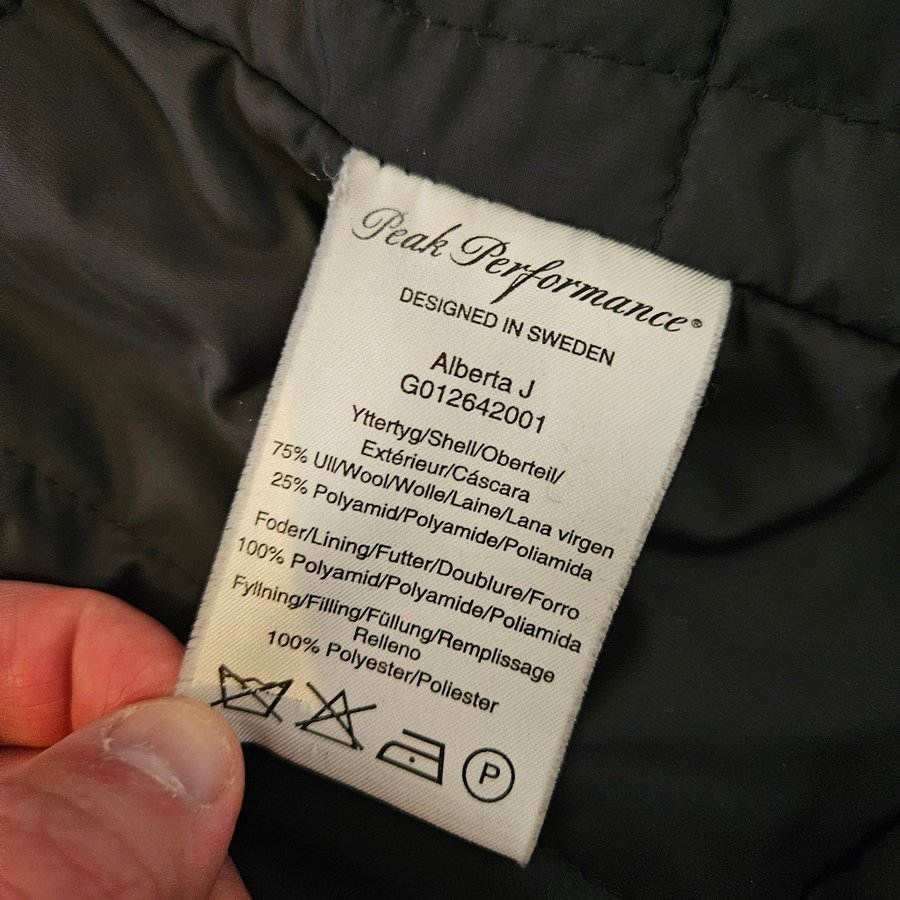 Peak Performance®
DESIGNED IN SWEDEN
Alberta J
G012642001
Yttertyg/Shell/Oberteil/
Extérieur/Cáscara
75% Ull/Wool/Wolle/Laine/Lana virgen
25% Polyamid/Polyamide/Poliamida
Foder/Lining/Futter/Doublure/Forro
100% Polyamid/Polyamide/Poliamida
Fyllning/Filling/Füllung/Remplissage
Relleno
100% Polyester/Poliester
P